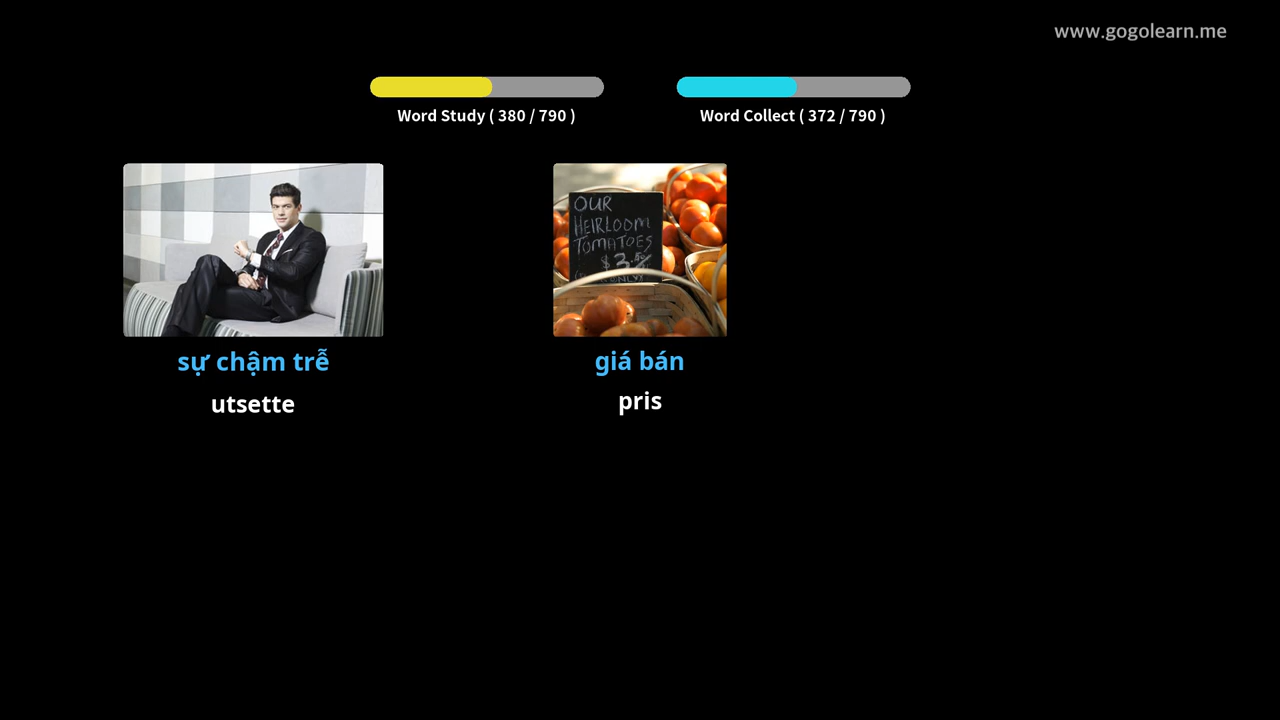 www.gogolearn.me
Word Study ( 380 / 790 )
Word Collect ( 372 / 790 )
OUR
HEIRLOOM
TOMATOES
sự chậm trễ
giá bán
utsette
pris